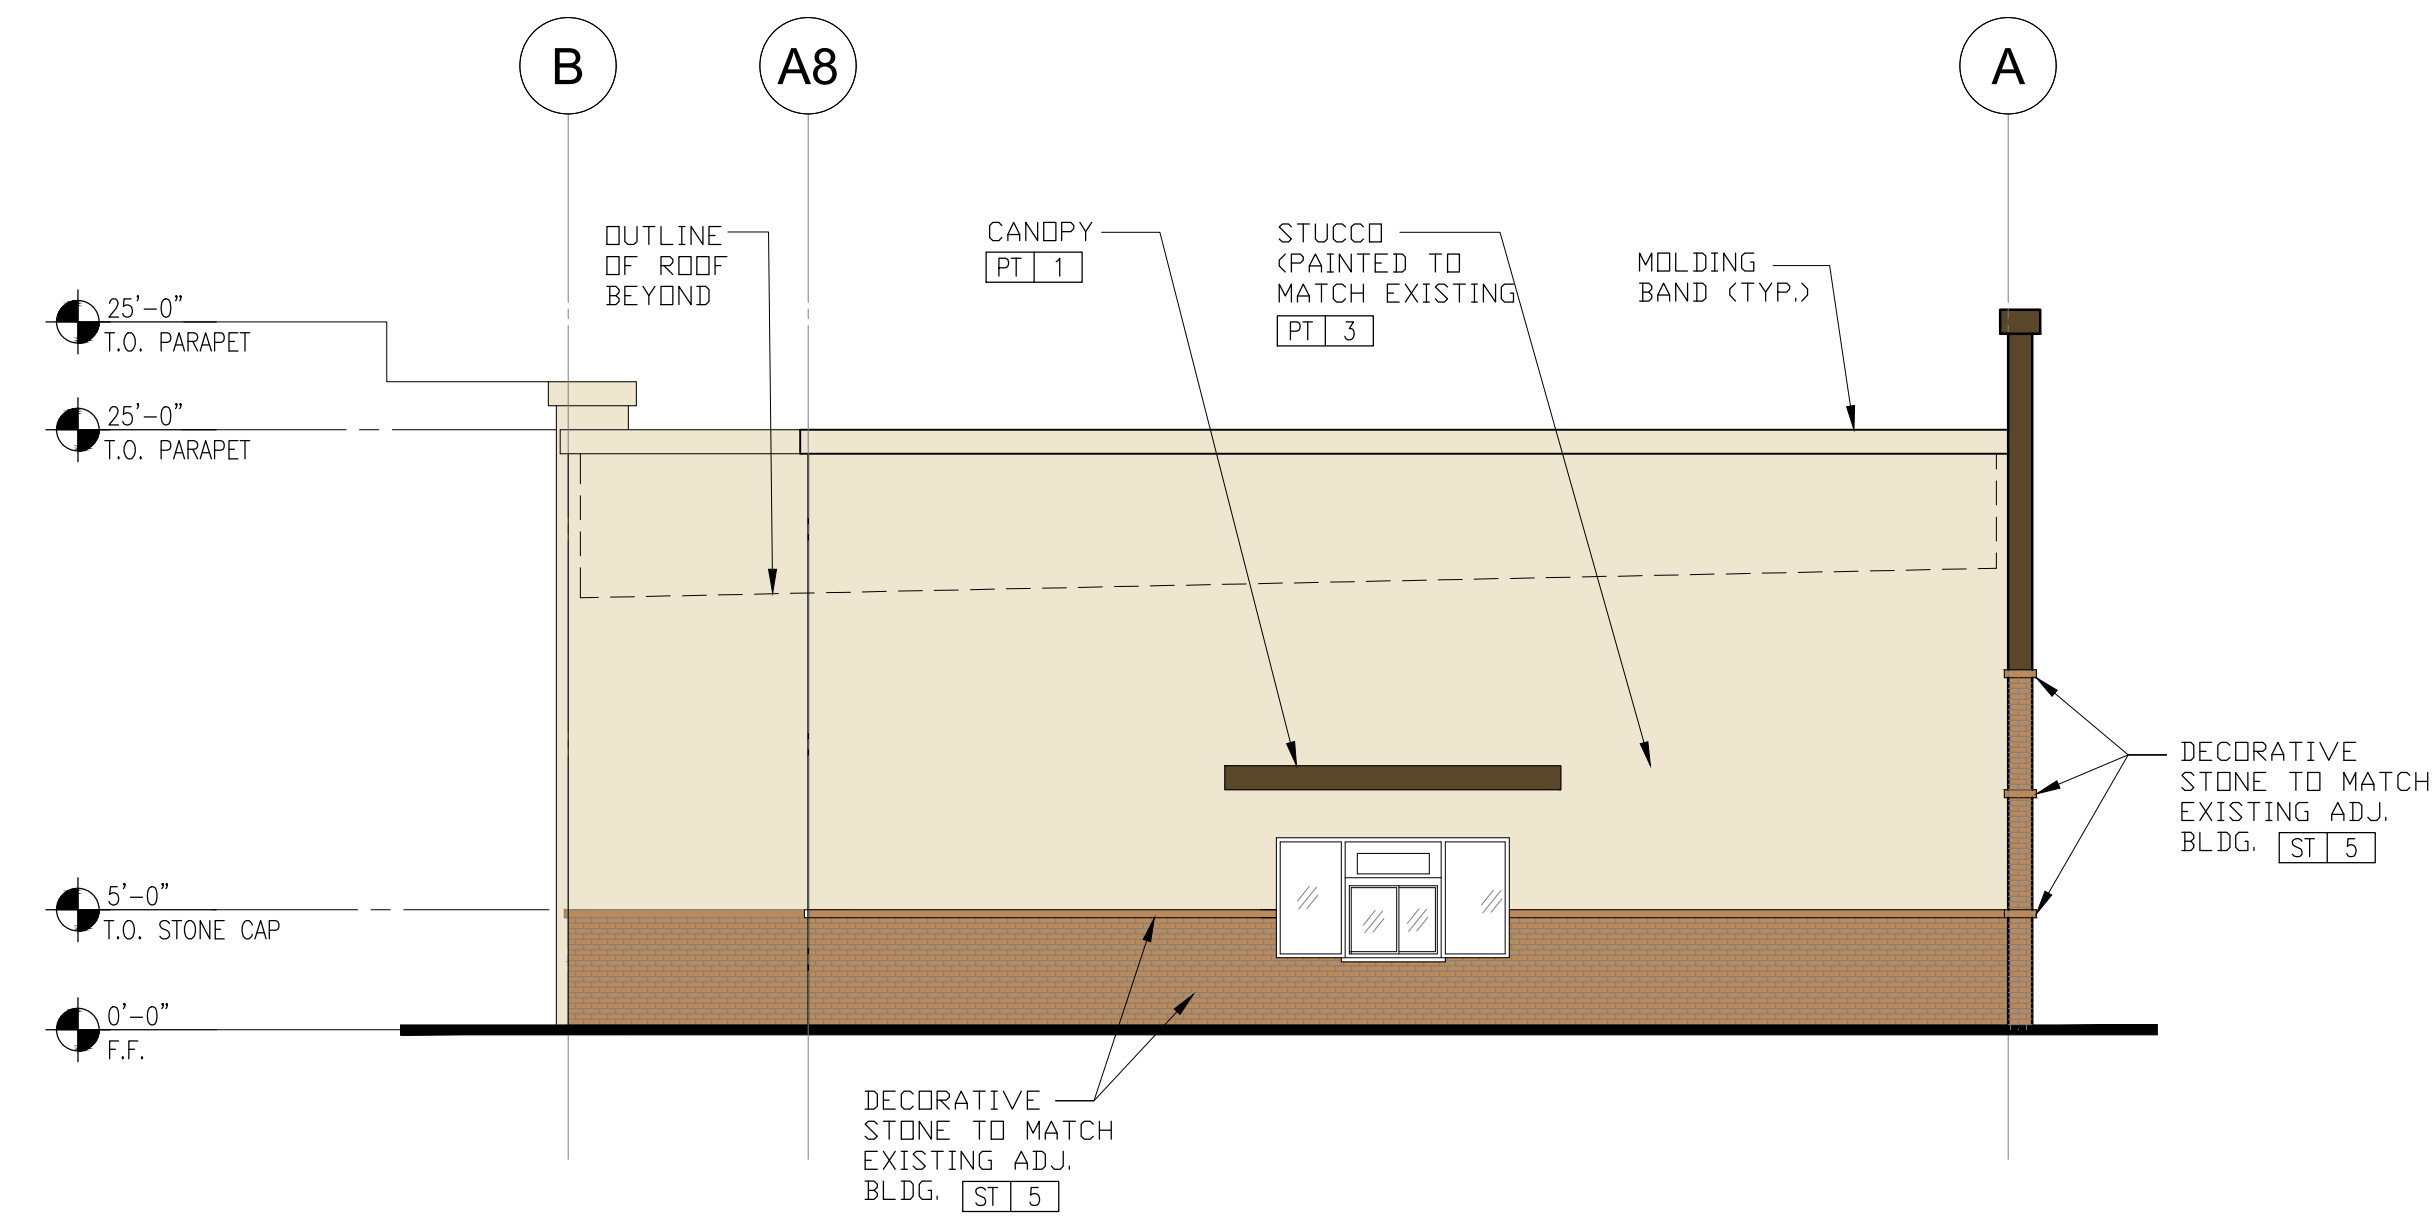 B
A8
A
OUTLINE
OF ROOF
BEYOND
CANOPY
PT 1
STUCCO
(PAINTED TO
MATCH EXISTING
PT 3
MOLDING
BAND (TYP.)
25'-0"
T.O. PARAPET
25'-0"
T.O. PARAPET
DECORATIVE
STONE TO MATCH
EXISTING ADJ.
BLDG. ST 5
5'-0"
T.O. STONE CAP
0'-0"
F.F.
DECORATIVE
STONE TO MATCH
EXISTING ADJ.
BLDG. ST 5